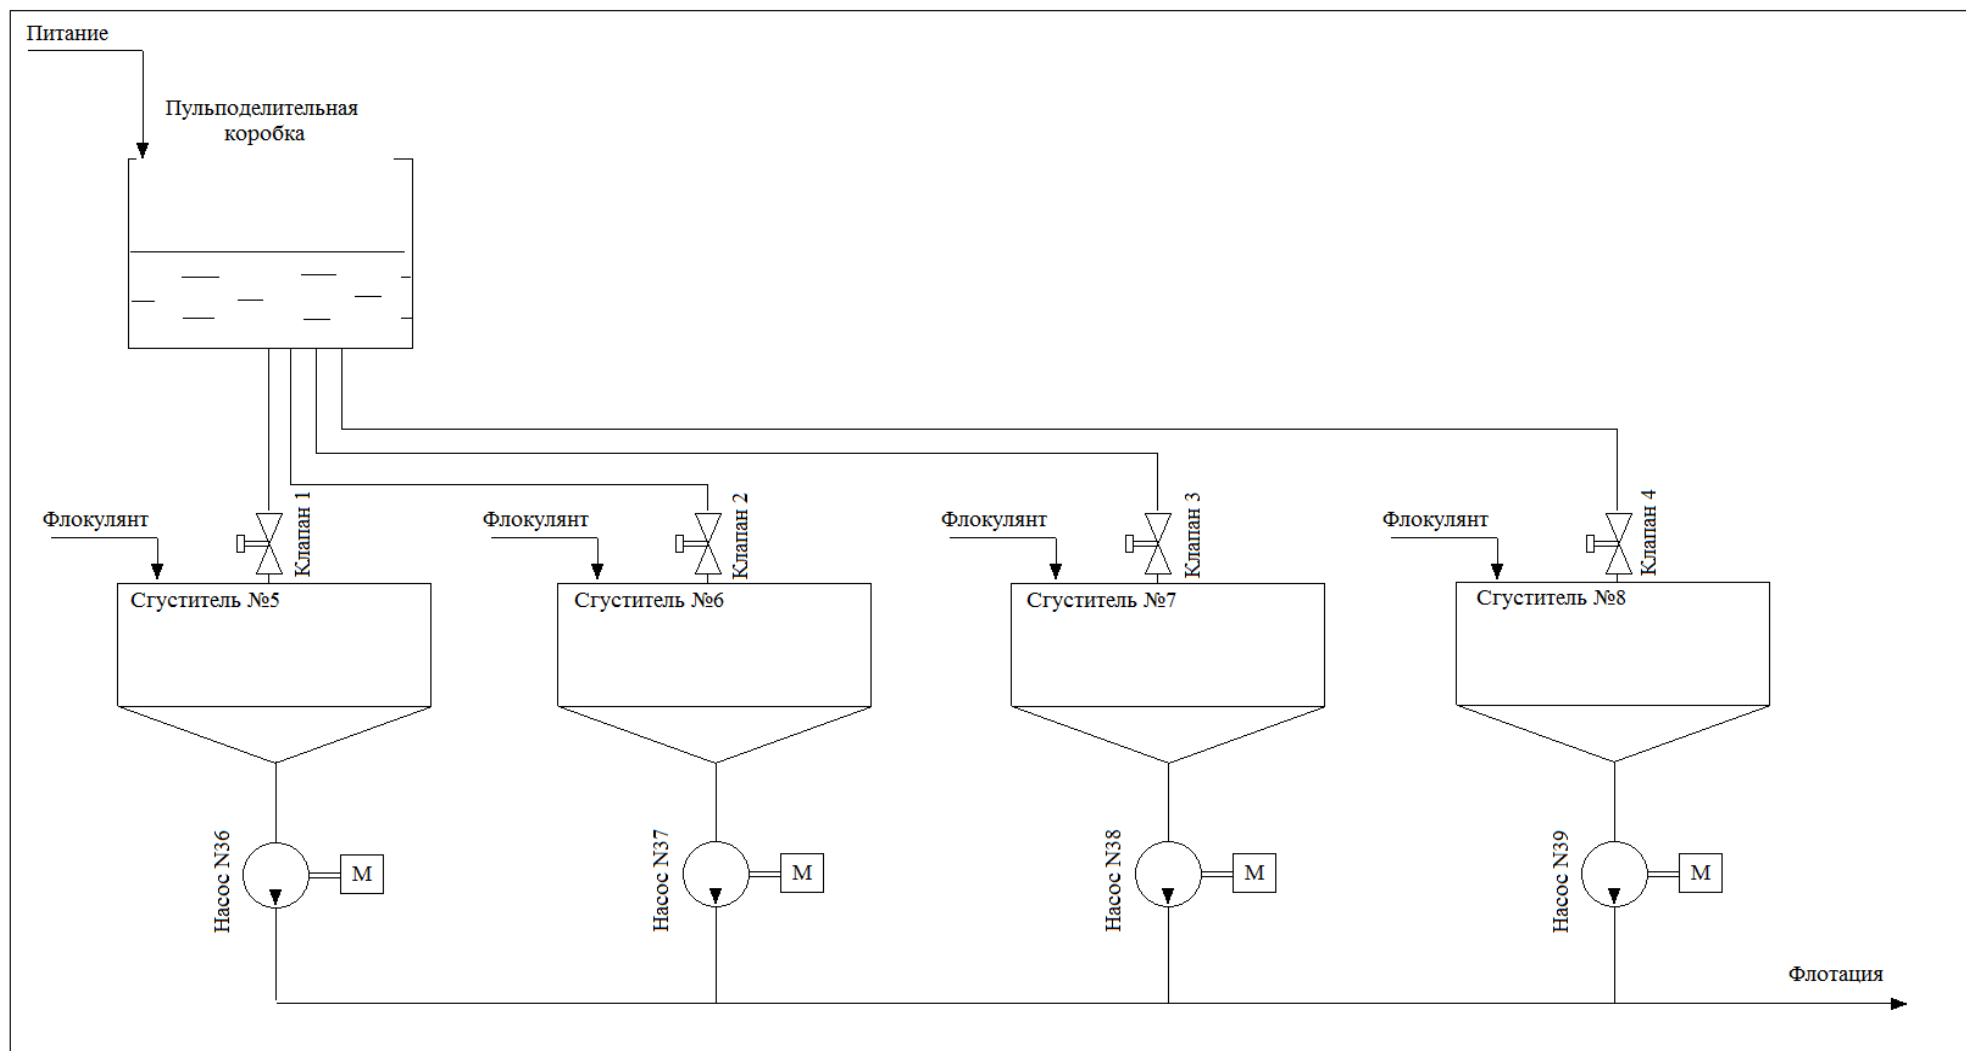 Питание
Пульподелительная
коробка
Клапан 1
Клапан 2
Клапан 3
Клапан 4
Флокулянт
Флокулянт
Флокулянт
Флокулянт
Сгуститель №5
Сгуститель №6
Сгуститель №7
Сгуститель №8
Насос N36
М
Насос N37
М
Насос N38
М
Насос N39
М
Флотация